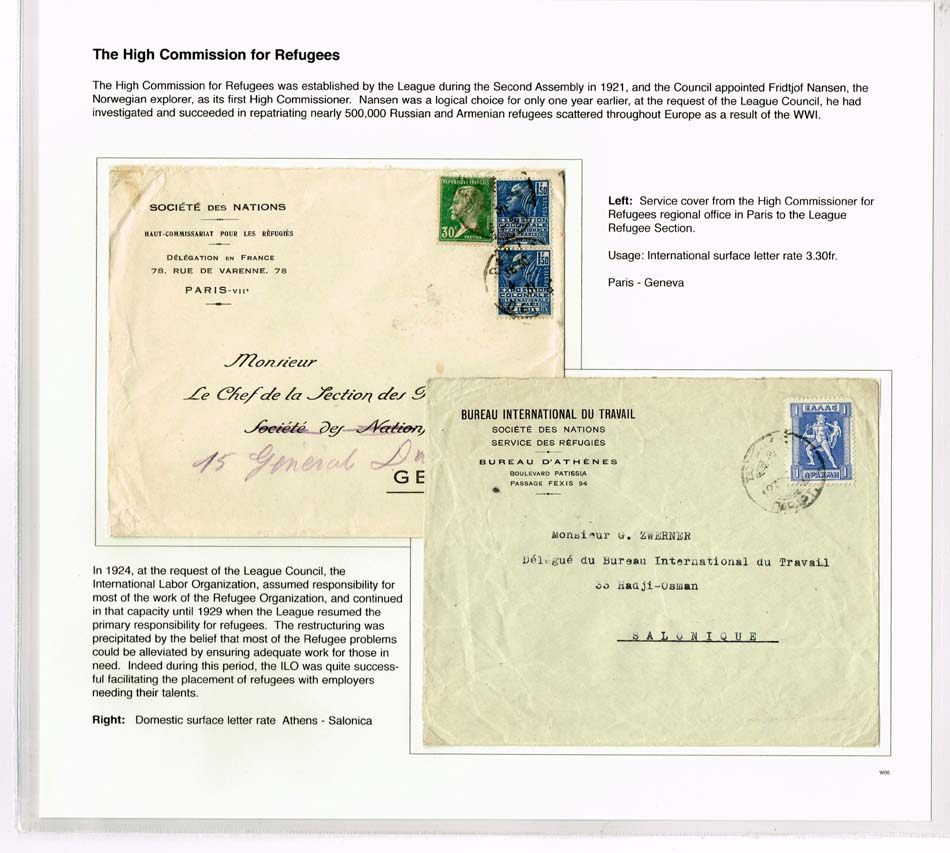 The High Commission for Refugees
The High Commission for Refugees was established by the League during the Second Assembly in 1921, and the Council appointed Fridtjof Nansen, the
Norwegian explorer, as its first High Commissioner. Nansen was a logical choice for only one year earlier, at the request of the League Council, he had
investigated and succeeded in repatriating nearly 500,000 Russian and Armenian refugees scattered throughout Europe as a result of the WWI.
SOCIÉTÉ DES NATIONS
HAUT-COMMISSARIAT POUR LES RÉFUGIÉS
DÉLÉGATION EN FRANCE
78, RUE DE VARENNE, 78
PARIS-VIIᵉ
RÉPUBLIQUE FRANÇAISE
30c
1f50
EXPOSITION
COLONIALE
INTERNATIONALE
1f50
EXPOSITION
COLONIALE
INTERNATIONALE
Monsieur
Le Chef de la Section des
Société des Nation,
15 Général
GE
Left: Service cover from the High Commissioner for
Refugees regional office in Paris to the League
Refugee Section.
Usage: International surface letter rate 3.30fr.
Paris - Geneva
BUREAU INTERNATIONAL DU TRAVAIL
SOCIÉTÉ DES NATIONS
SERVICE DES RÉFUGIÉS
BUREAU D'ATHÈNES
BOULEVARD PATISSIA
PASSAGE FEXIS 94
1 ΕΛΛΑΣ 1
1 ΔΡΑΧΜΗ 1
Monsieur G. ZWERNER
Délégué du Bureau International du Travail
33 Hadji-Osman
SALONIQUE
In 1924, at the request of the League Council, the
International Labor Organization, assumed responsibility for
most of the work of the Refugee Organization, and continued
in that capacity until 1929 when the League resumed the
primary responsibility for refugees. The restructuring was
precipitated by the belief that most of the Refugee problems
could be alleviated by ensuring adequate work for those in
need. Indeed during this period, the ILO was quite success-
ful facilitating the placement of refugees with employers
needing their talents.
Right: Domestic surface letter rate Athens - Salonica
W06